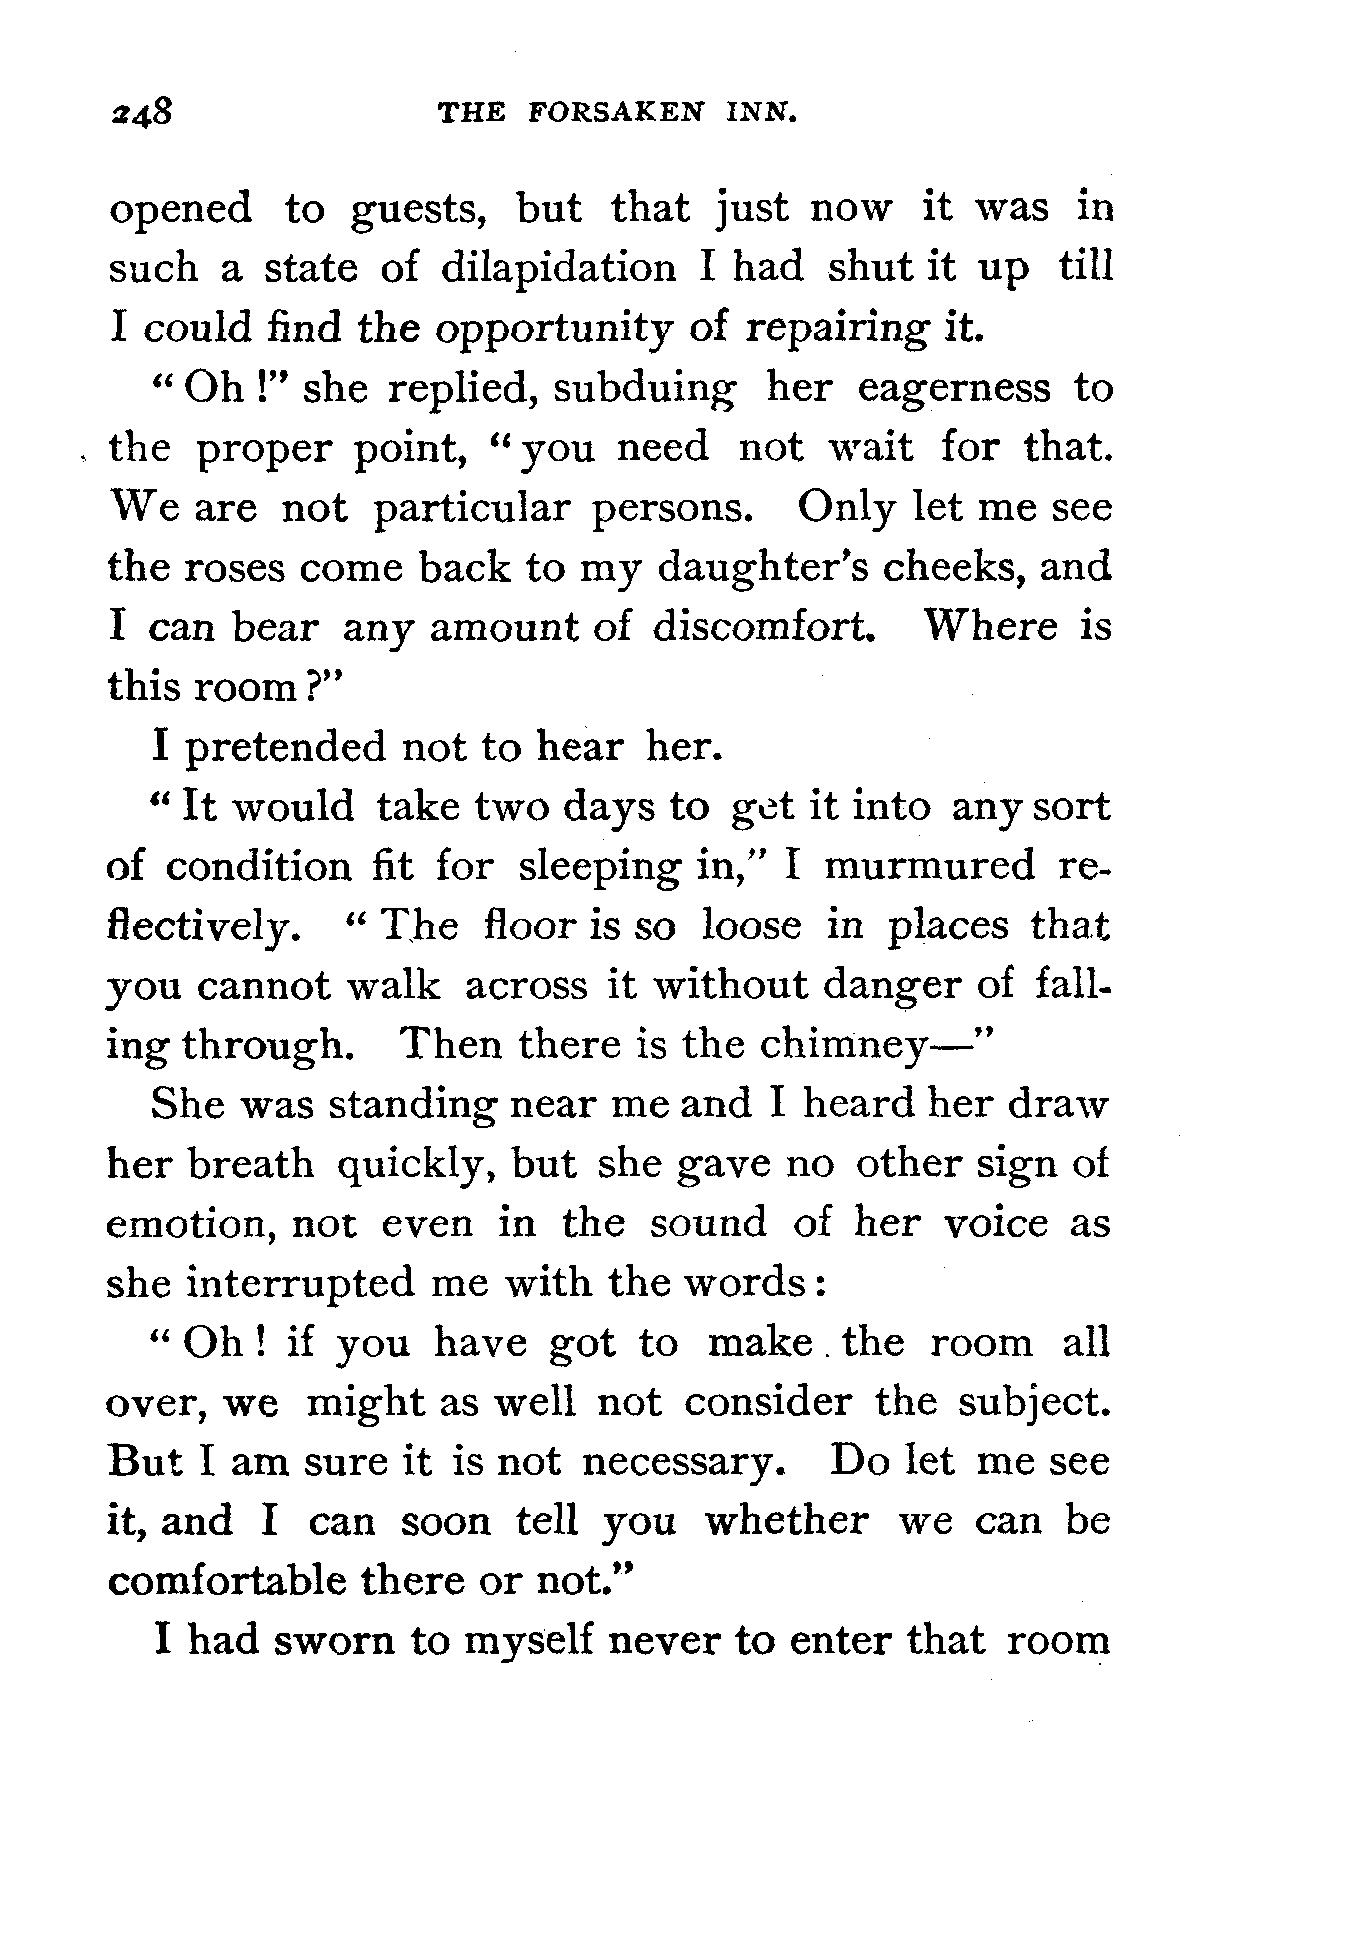 248 THE FORSAKEN INN.
opened to guests, but that just now it was in
such a state of dilapidation I had shut it up till
I could find the opportunity of repairing it.
“ Oh !” she replied, subduing her eagerness to
the proper point, “ you need not wait for that.
We are not particular persons. Only let me see
the roses come back to my daughter’s cheeks, and
I can bear any amount of discomfort. Where is
this room ?”
I pretended not to hear her.
“ It would take two days to get it into any sort
of condition fit for sleeping in,” I murmured re-
flectively. “ The floor is so loose in places that
you cannot walk across it without danger of fall-
ing through. Then there is the chimney—”
She was standing near me and I heard her draw
her breath quickly, but she gave no other sign of
emotion, not even in the sound of her voice as
she interrupted me with the words :
“ Oh ! if you have got to make the room all
over, we might as well not consider the subject.
But I am sure it is not necessary. Do let me see
it, and I can soon tell you whether we can be
comfortable there or not.”
I had sworn to myself never to enter that room